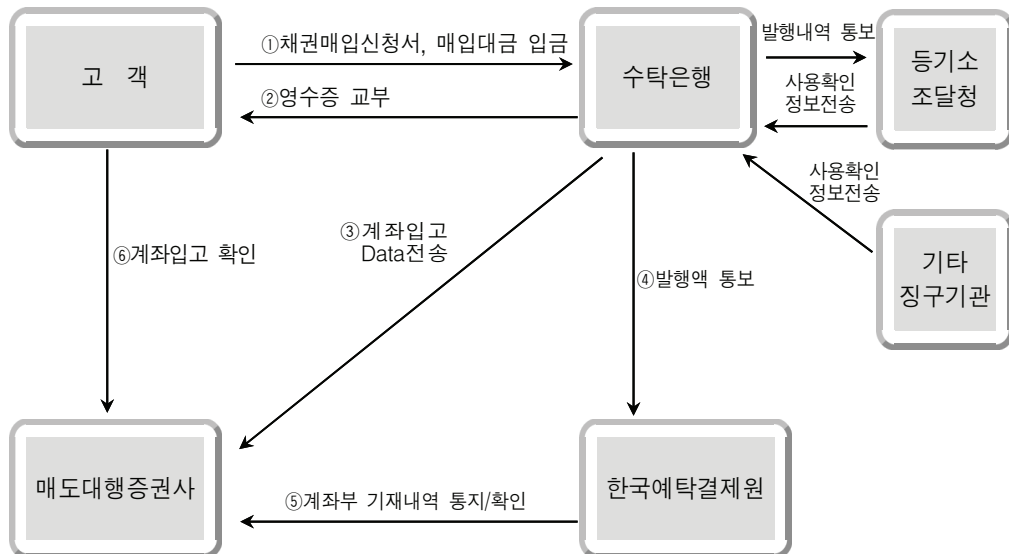 ①채권매입신청서, 매입대금 입금
발행내역 통보
고 객
수탁은행
등기소
조달청
②영수증 교부
사용확인
정보전송
사용확인
정보전송
③계좌입고
Data전송
⑥계좌입고 확인
④발행액 통보
기타
징구기관
매도대행증권사
한국예탁결제원
⑤계좌부 기재내역 통지/확인